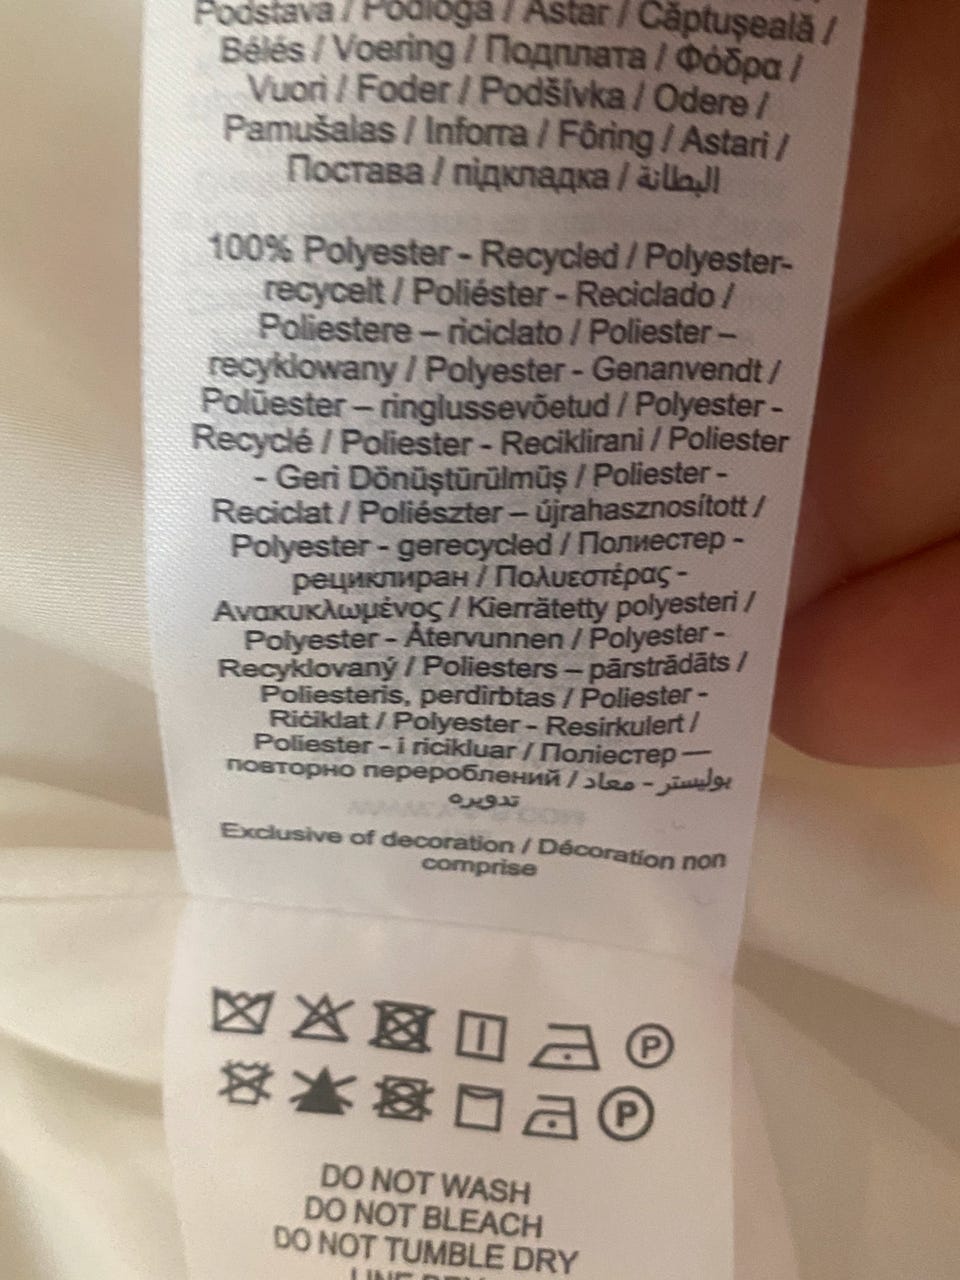 Podstava / Podloga / Astar / Căptușeală /
Bélés / Voering / Подплата / Φόδρα /
Vuori / Foder / Podšívka / Odere /
Pamušalas / Inforra / Fôring / Astari /
Постава / підкладка / البطانة
100% Polyester - Recycled / Polyester-
recycelt / Poliéster - Reciclado /
Poliestere – riciclato / Poliester –
recyklowany / Polyester - Genanvendt /
Polüester – ringlussevõetud / Polyester -
Recyclé / Poliester - Reciklirani / Poliester
- Geri Dönüştürülmüş / Poliester -
Reciclat / Poliészter – újrahasznosított /
Polyester - gerecycled / Полиестер -
рециклиран / Πολυεστέρας -
Ανακυκλωμένος / Kierrätetty polyesteri /
Polyester - Återvunnen / Polyester -
Recyklovaný / Poliesters – pārstrādāts /
Poliesteris, perdirbtas / Poliester -
Riċiklat / Polyester - Resirkulert /
Poliester - i ricikluar / Поліестер —
повторно перероблений / بوليستر - معاد
تدويره
Exclusive of decoration / Décoration non
comprise
P
P
DO NOT WASH
DO NOT BLEACH
DO NOT TUMBLE DRY
LINE DRY